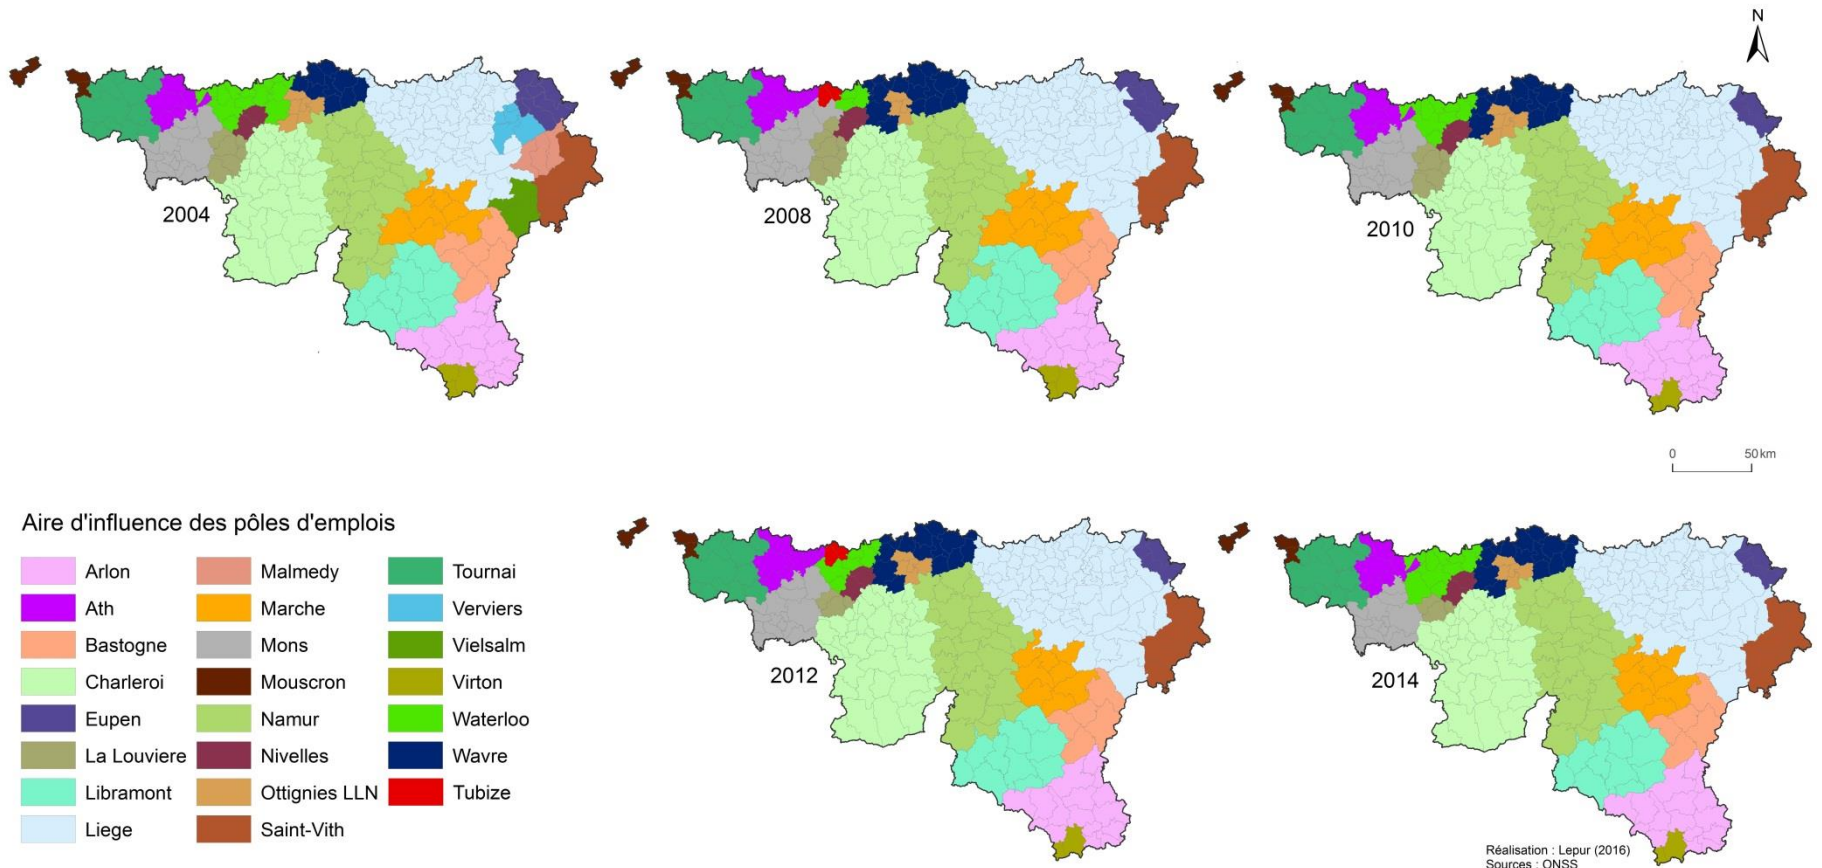 N
2004
2008
2010
0 50 km
Aire d'influence des pôles d'emplois
Arlon
Ath
Bastogne
Charleroi
Eupen
La Louviere
Libramont
Liege
Malmedy
Marche
Mons
Mouscron
Namur
Nivelles
Ottignies LLN
Saint-Vith
Tournai
Verviers
Vielsalm
Virton
Waterloo
Wavre
Tubize
2012
2014
Réalisation : Lepur (2016)
Sources : ONSS